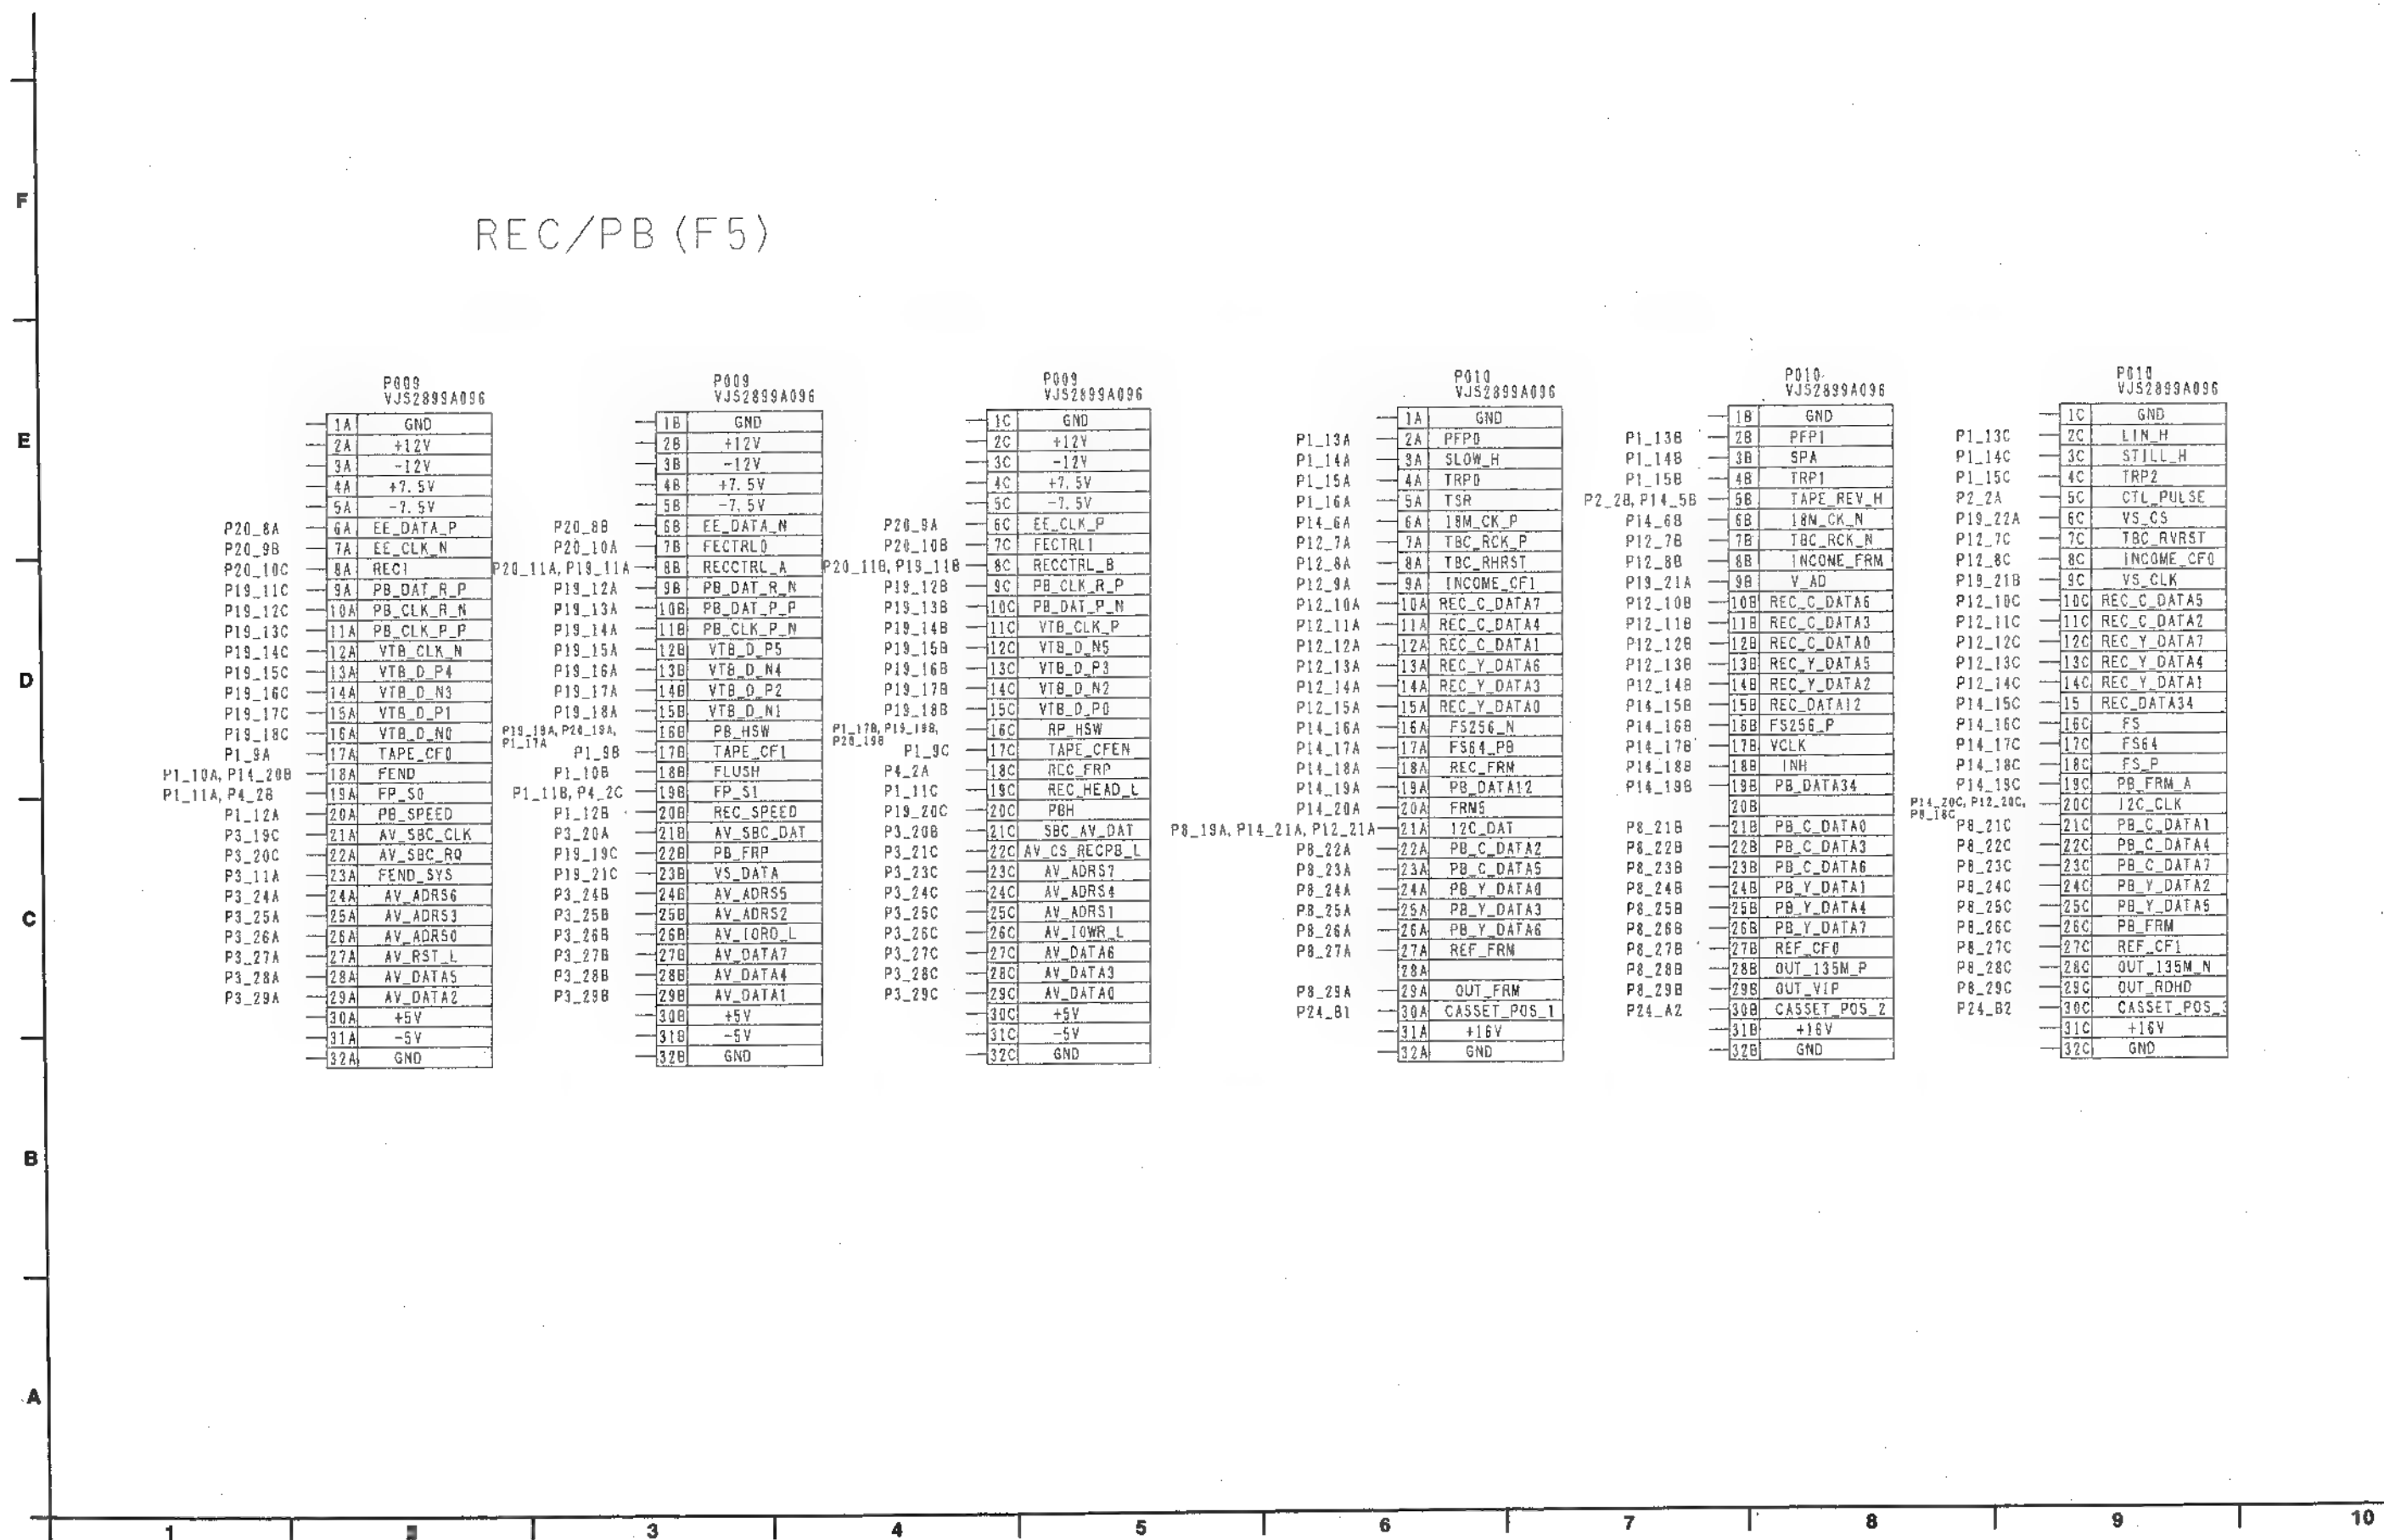 F
REC/PB (F5)
E
D
C
B
A
P009
VJS2899A096
1A GND
2A +12V
3A -12V
4A +7.5V
5A -7.5V
P20_8A 6A EE_DATA_P
P20_9B 7A EE_CLK_N
P20_10C 8A REC1
P19_11C 9A PB_DAT_R_P
P19_12C 10A PB_CLK_R_N
P19_13C 11A PB_CLK_P_P
P19_14C 12A VTB_CLK_N
P19_15C 13A VTB_D_P4
P19_16C 14A VTB_D_N3
P19_17C 15A VTB_D_P1
P19_18C 16A VTB_D_N0
P1_9A 17A TAPE_CF0
P1_10A, P14_20B 18A FEND
P1_11A, P4_2B 19A FP_S0
P1_12A 20A PB_SPEED
P3_19C 21A AV_SBC_CLK
P3_20C 22A AV_SBC_RQ
P3_11A 23A FEND_SYS
P3_24A 24A AV_ADRS6
P3_25A 25A AV_ADRS3
P3_26A 26A AV_ADRS0
P3_27A 27A AV_RST_L
P3_28A 28A AV_DATA5
P3_29A 29A AV_DATA2
30A +5V
31A -5V
32A GND
P009
VJS2899A096
1B GND
2B +12V
3B -12V
4B +7.5V
5B -7.5V
P20_8B 6B EE_DATA_N
P20_10A 7B FECTRL0
P20_11A, P19_11A 8B RECCTRL_A
P19_12A 9B PB_DAT_R_N
P19_13A 10B PB_DAT_P_P
P19_14A 11B PB_CLK_P_N
P19_15A 12B VTB_D_P5
P19_16A 13B VTB_D_N4
P19_17A 14B VTB_D_P2
P19_18A 15B VTB_D_N1
P19_19A, P20_19A,
P1_17A 16B PB_HSW
P1_9B 17B TAPE_CF1
P1_10B 18B FLUSH
P1_11B, P4_2C 19B FP_S1
P1_12B 20B REC_SPEED
P3_20A 21B AV_SBC_DAT
P19_19C 22B PB_FRP
P19_21C 23B VS_DATA
P3_24B 24B AV_ADRS5
P3_25B 25B AV_ADRS2
P3_26B 26B AV_IORQ_L
P3_27B 27B AV_DATA7
P3_28B 28B AV_DATA4
P3_29B 29B AV_DATA1
30B +5V
31B -5V
32B GND
P009
VJS2899A096
1C GND
2C +12V
3C -12V
4C +7.5V
5C -7.5V
P20_9A 6C EE_CLK_P
P20_10B 7C FECTRL1
P20_11B, P19_11B 8C RECCTRL_B
P19_12B 9C PB_CLK_R_P
P19_13B 10C PB_DAT_P_N
P19_14B 11C VTB_CLK_P
P19_15B 12C VTB_D_N5
P19_16B 13C VTB_D_P3
P19_17B 14C VTB_D_N2
P19_18B 15C VTB_D_P0
P1_17B, P19_19B,
P20_19B 16C RP_HSW
P1_9C 17C TAPE_CFEN
P4_2A 18C REC_FRP
P1_11C 19C REC_HEAD_L
P19_20C 20C PBH
P3_20B 21C SBC_AV_DAT
P3_21C 22C AV_CS_RECPB_L
P3_23C 23C AV_ADRS7
P3_24C 24C AV_ADRS4
P3_25C 25C AV_ADRS1
P3_26C 26C AV_IOWR_L
P3_27C 27C AV_DATA6
P3_28C 28C AV_DATA3
P3_29C 29C AV_DATA0
30C +5V
31C -5V
32C GND
P010
VJS2899A096
1A GND
P1_13A 2A PFP0
P1_14A 3A SLOW_H
P1_15A 4A TRP0
P1_16A 5A TSR
P14_6A 6A 18M_CK_P
P12_7A 7A TBC_RCK_P
P12_8A 8A TBC_RHRST
P12_9A 9A INCOME_CF1
P12_10A 10A REC_C_DATA7
P12_11A 11A REC_C_DATA4
P12_12A 12A REC_C_DATA1
P12_13A 13A REC_Y_DATA6
P12_14A 14A REC_Y_DATA3
P12_15A 15A REC_Y_DATA0
P14_16A 16A FS256_N
P14_17A 17A FS64_PB
P14_18A 18A REC_FRM
P14_19A 19A PB_DATA12
P14_20A 20A FRM5
P8_19A, P14_21A, P12_21A 21A I2C_DAT
P8_22A 22A PB_C_DATA2
P8_23A 23A PB_C_DATA5
P8_24A 24A PB_Y_DATA0
P8_25A 25A PB_Y_DATA3
P8_26A 26A PB_Y_DATA6
P8_27A 27A REF_FRM
28A
P8_29A 29A OUT_FRM
P24_B1 30A CASSET_POS_1
31A +16V
32A GND
P010
VJS2899A096
1B GND
P1_13B 2B PFP1
P1_14B 3B SPA
P1_15B 4B TRP1
P2_2B, P14_5B 5B TAPE_REV_H
P14_6B 6B 18M_CK_N
P12_7B 7B TBC_RCK_N
P12_8B 8B INCOME_FRM
P19_21A 9B V_AD
P12_10B 10B REC_C_DATA6
P12_11B 11B REC_C_DATA3
P12_12B 12B REC_C_DATA0
P12_13B 13B REC_Y_DATA5
P12_14B 14B REC_Y_DATA2
P14_15B 15B REC_DATA12
P14_16B 16B FS256_P
P14_17B 17B VCLK
P14_18B 18B INH
P14_19B 19B PB_DATA34
20B
P8_21B 21B PB_C_DATA0
P8_22B 22B PB_C_DATA3
P8_23B 23B PB_C_DATA6
P8_24B 24B PB_Y_DATA1
P8_25B 25B PB_Y_DATA4
P8_26B 26B PB_Y_DATA7
P8_27B 27B REF_CF0
P8_28B 28B OUT_135M_P
P8_29B 29B OUT_VIP
P24_A2 30B CASSET_POS_2
31B +16V
32B GND
P010
VJS2899A096
1C GND
P1_13C 2C LIN_H
P1_14C 3C STILL_H
P1_15C 4C TRP2
P2_2A 5C CTL_PULSE
P19_22A 6C VS_CS
P12_7C 7C TBC_RVRST
P12_8C 8C INCOME_CF0
P19_21B 9C VS_CLK
P12_10C 10C REC_C_DATA5
P12_11C 11C REC_C_DATA2
P12_12C 12C REC_Y_DATA7
P12_13C 13C REC_Y_DATA4
P12_14C 14C REC_Y_DATA1
P14_15C 15 REC_DATA34
P14_16C 16C FS
P14_17C 17C FS64
P14_18C 18C FS_P
P14_19C 19C PB_FRM_A
P14_20C, P12_20C,
P8_18C 20C I2C_CLK
P8_21C 21C PB_C_DATA1
P8_22C 22C PB_C_DATA4
P8_23C 23C PB_C_DATA7
P8_24C 24C PB_Y_DATA2
P8_25C 25C PB_Y_DATA5
P8_26C 26C PB_FRM
P8_27C 27C REF_CF1
P8_28C 28C OUT_135M_N
P8_29C 29C OUT_RDHD
P24_B2 30C CASSET_POS_3
31C +16V
32C GND
1 3 4 5 6 7 8 9 10